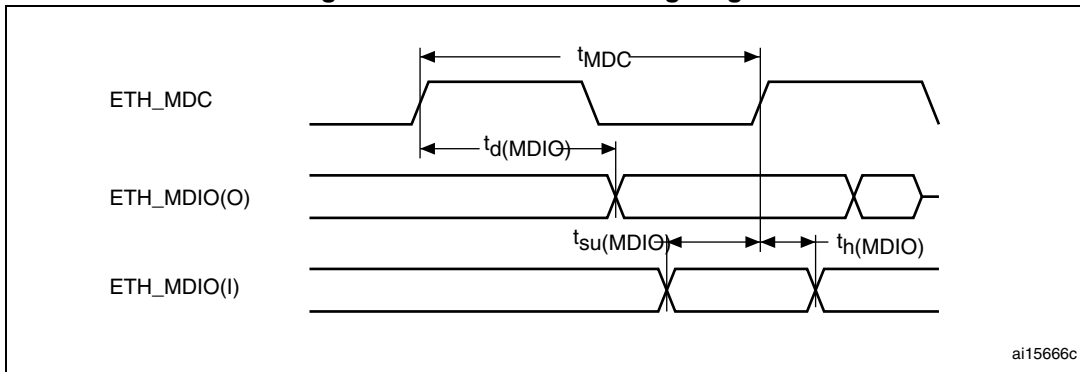 tMDC
ETH_MDC
td(MDIO)
ETH_MDIO(O)
tsu(MDIO)
th(MDIO)
ETH_MDIO(I)
ai15666c